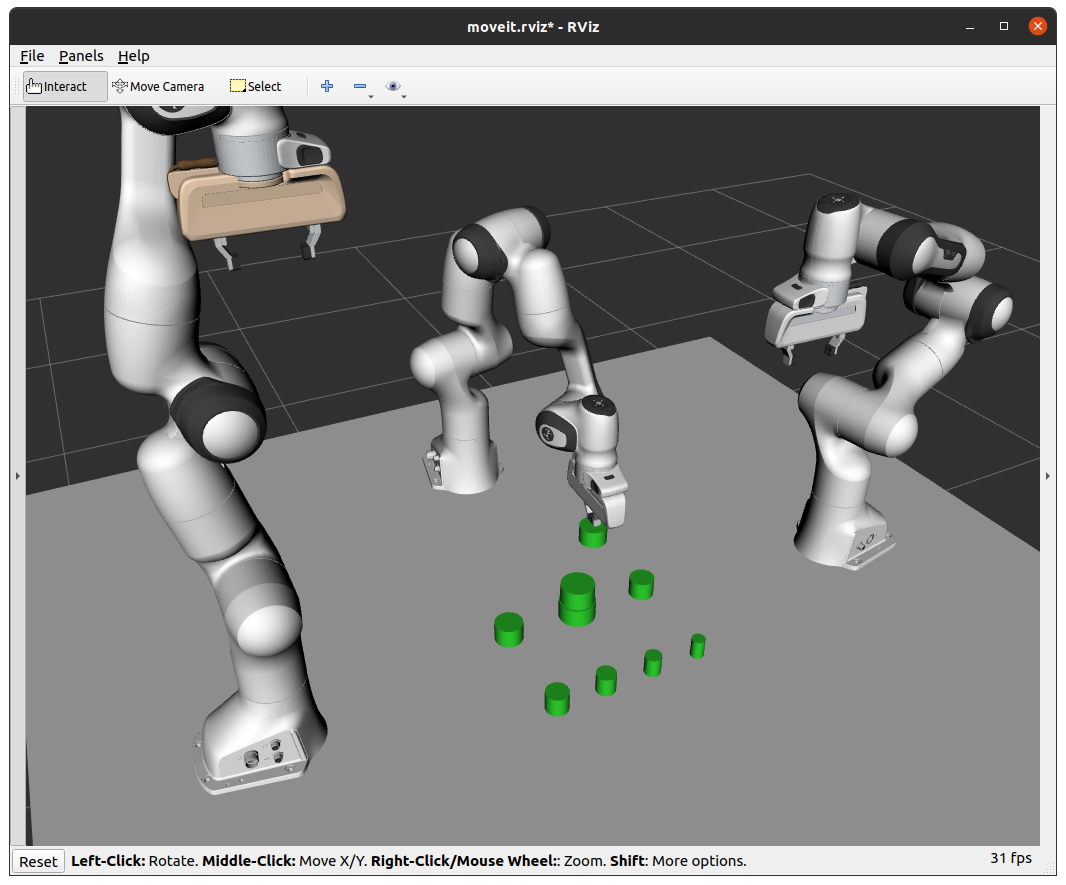 moveit.rviz* - RViz
File Panels Help
Interact Move Camera Select
Reset Left-Click: Rotate. Middle-Click: Move X/Y. Right-Click/Mouse Wheel:: Zoom. Shift: More options. 31 fps